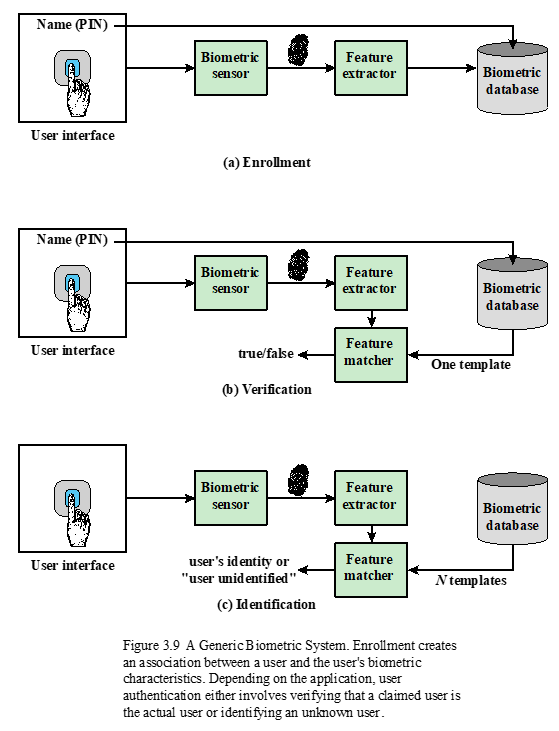 Name (PIN)
Biometric
sensor
Feature
extractor
Biometric
database
User interface
(a) Enrollment
Name (PIN)
Biometric
sensor
Feature
extractor
Biometric
database
User interface
true/false
Feature
matcher
One template
(b) Verification
Biometric
sensor
Feature
extractor
Biometric
database
User interface
user's identity or
"user unidentified"
Feature
matcher
N templates
(c) Identification
Figure 3.9 A Generic Biometric System. Enrollment creates
an association between a user and the user's biometric
characteristics. Depending on the application, user
authentication either involves verifying that a claimed user is
the actual user or identifying an unknown user.